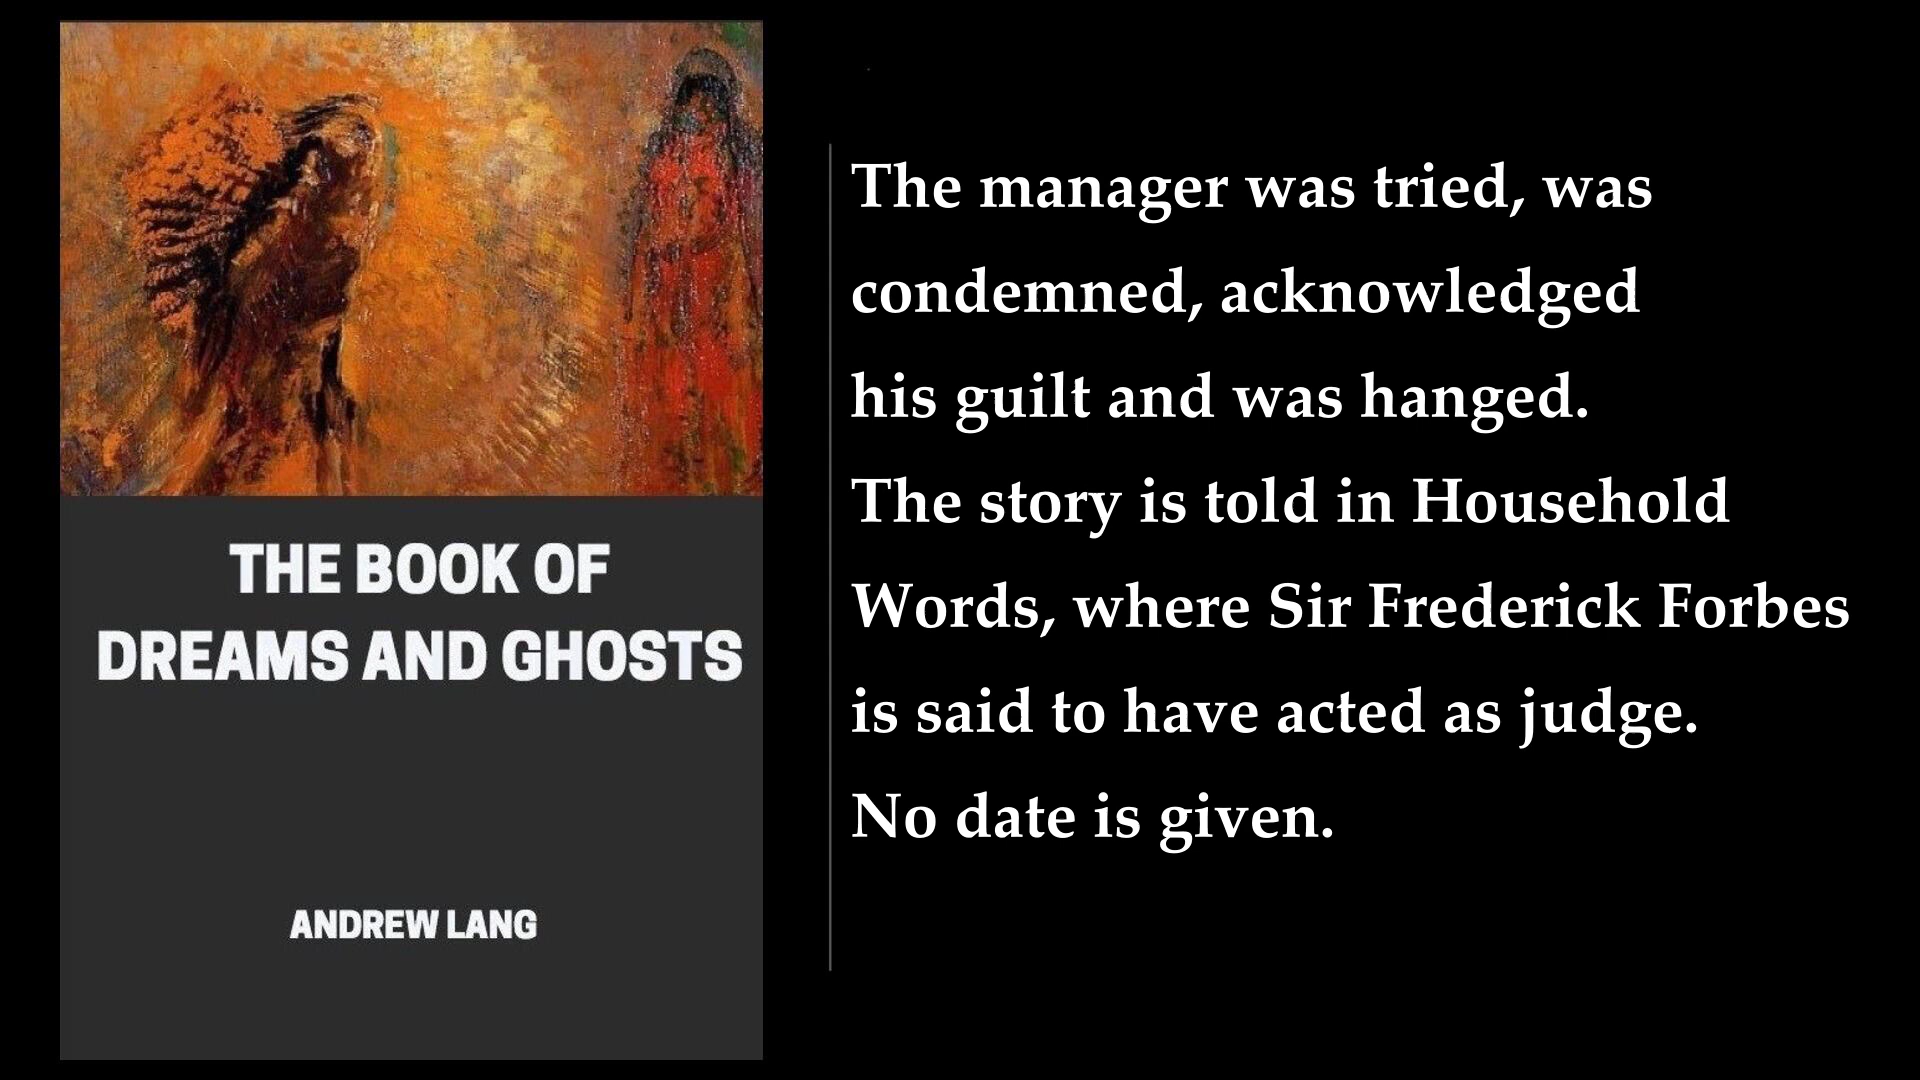 THE BOOK OF
DREAMS AND GHOSTS
ANDREW LANG
The manager was tried, was
condemned, acknowledged
his guilt and was hanged.
The story is told in Household
Words, where Sir Frederick Forbes
is said to have acted as judge.
No date is given.